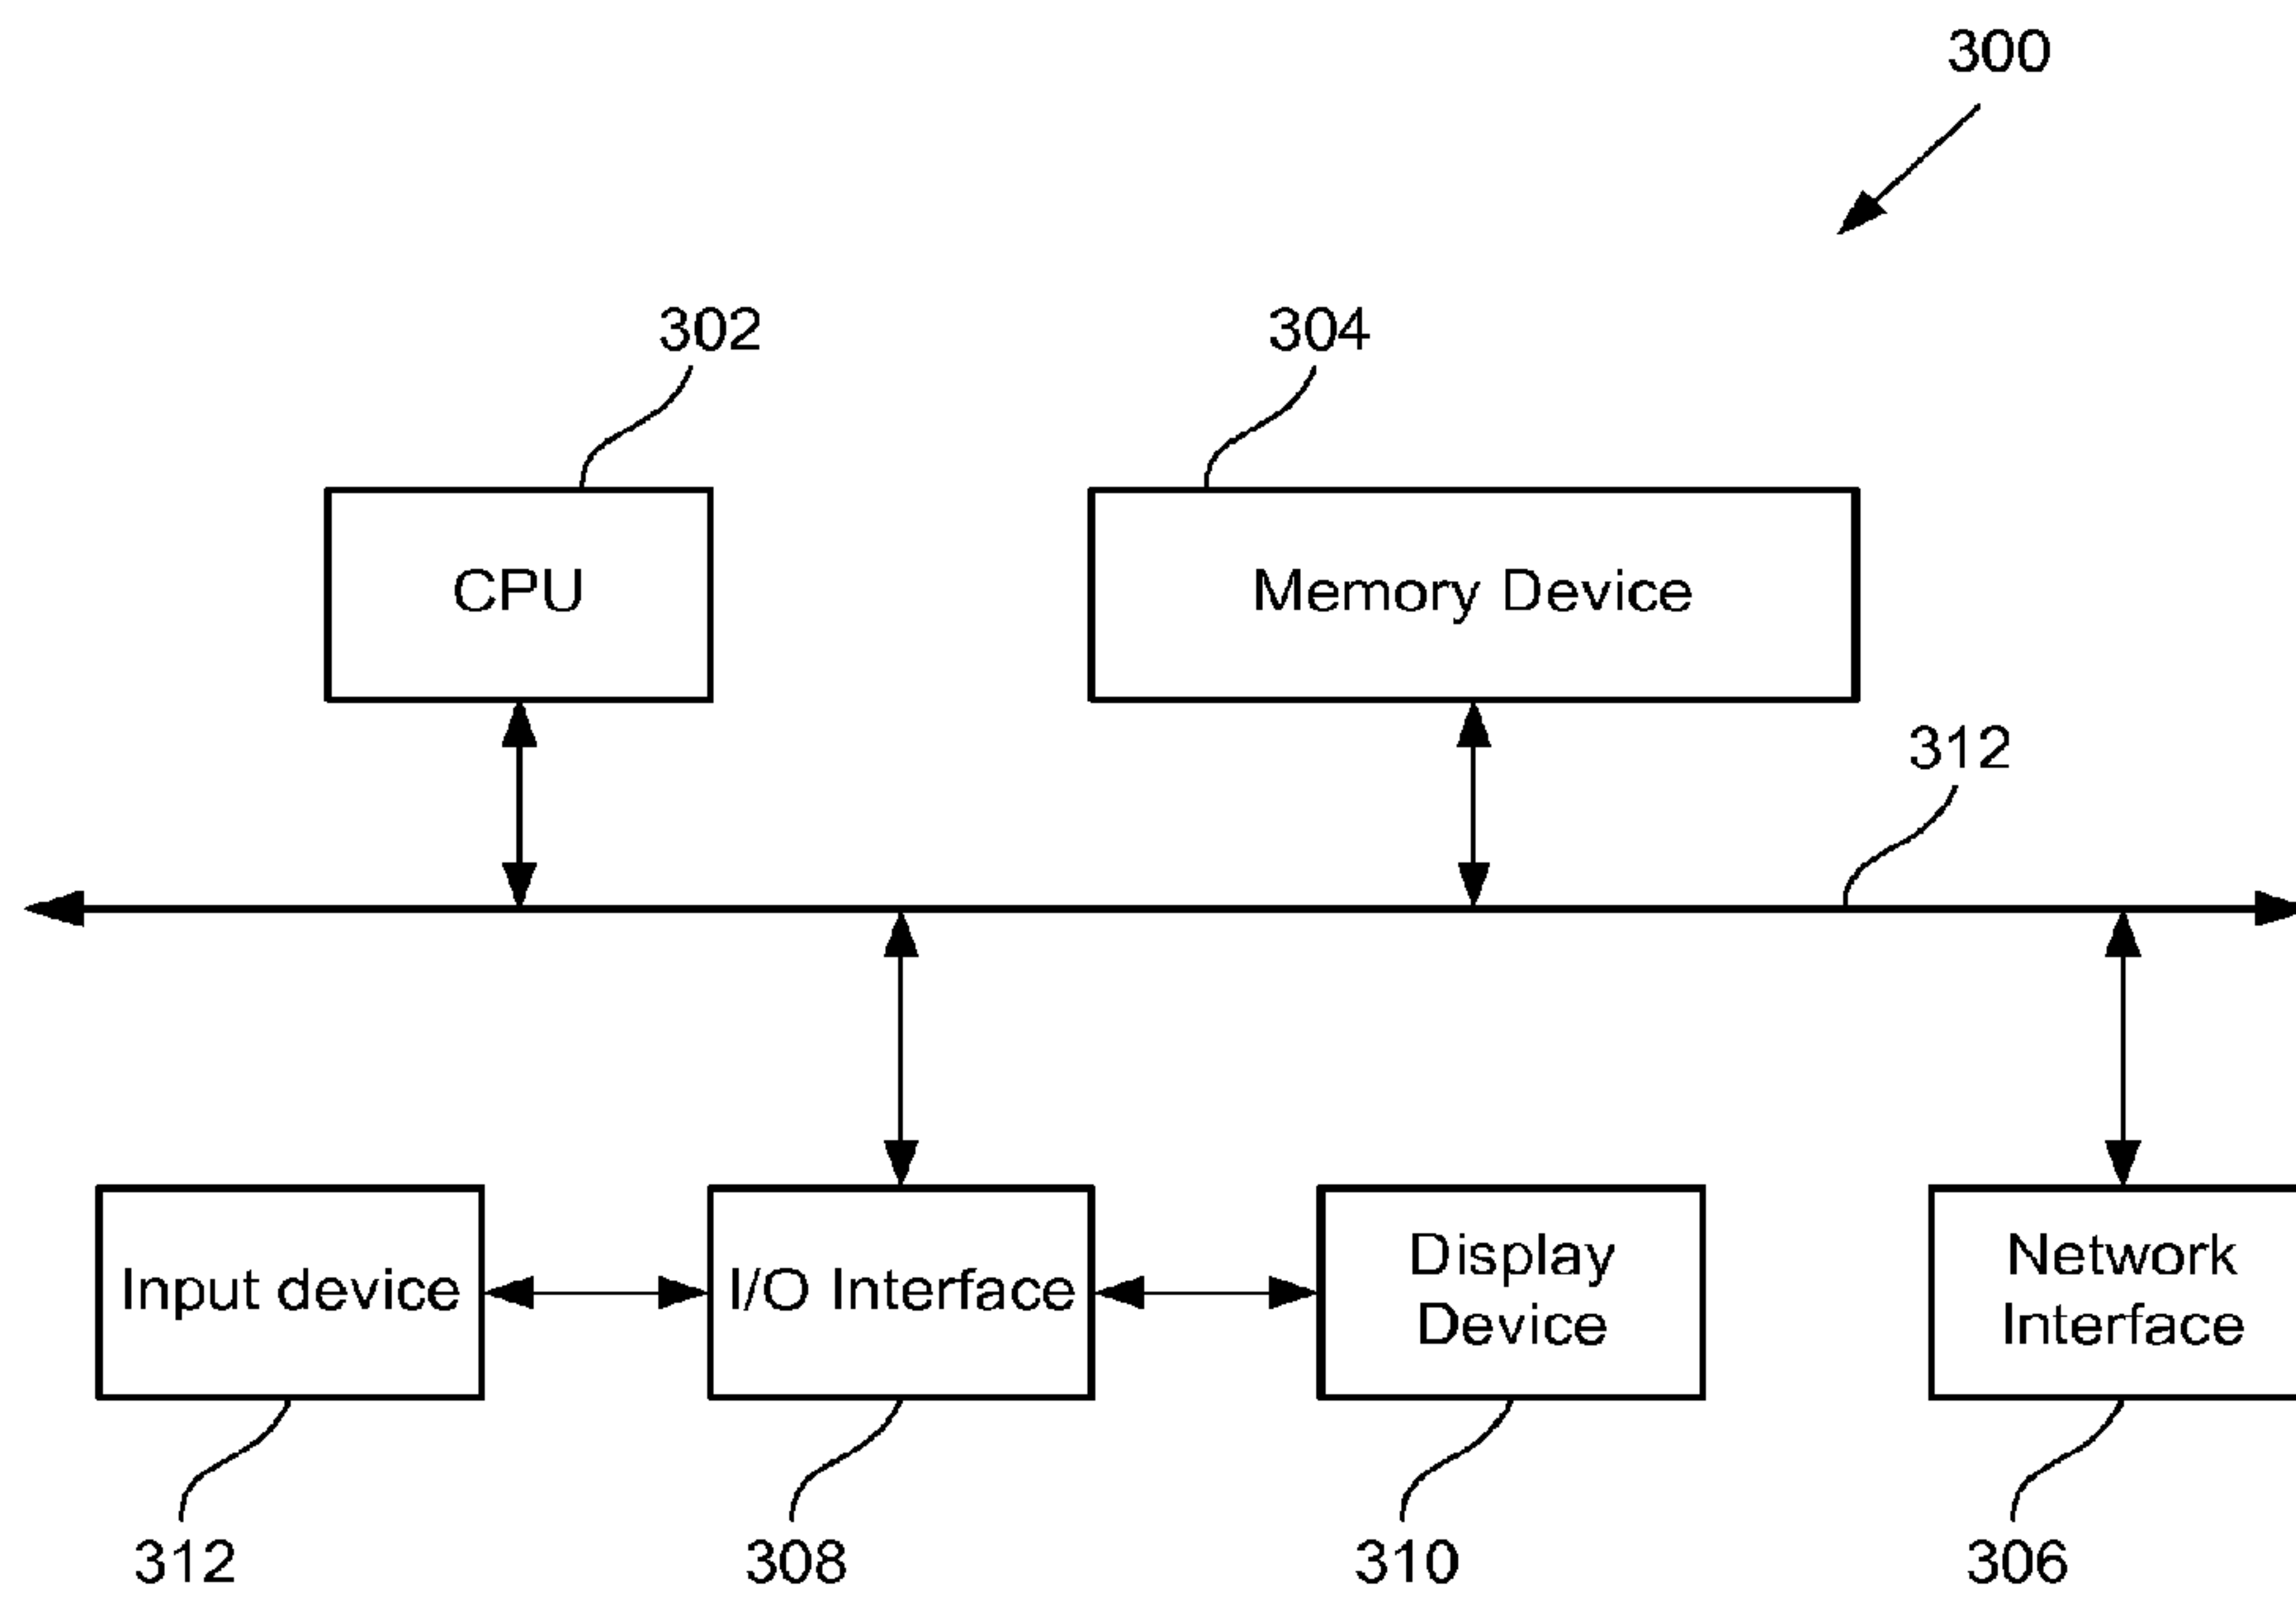 300
302
304
CPU
Memory Device
312
Input device
I/O Interface
Display
Device
Network
Interface
312
308
310
306